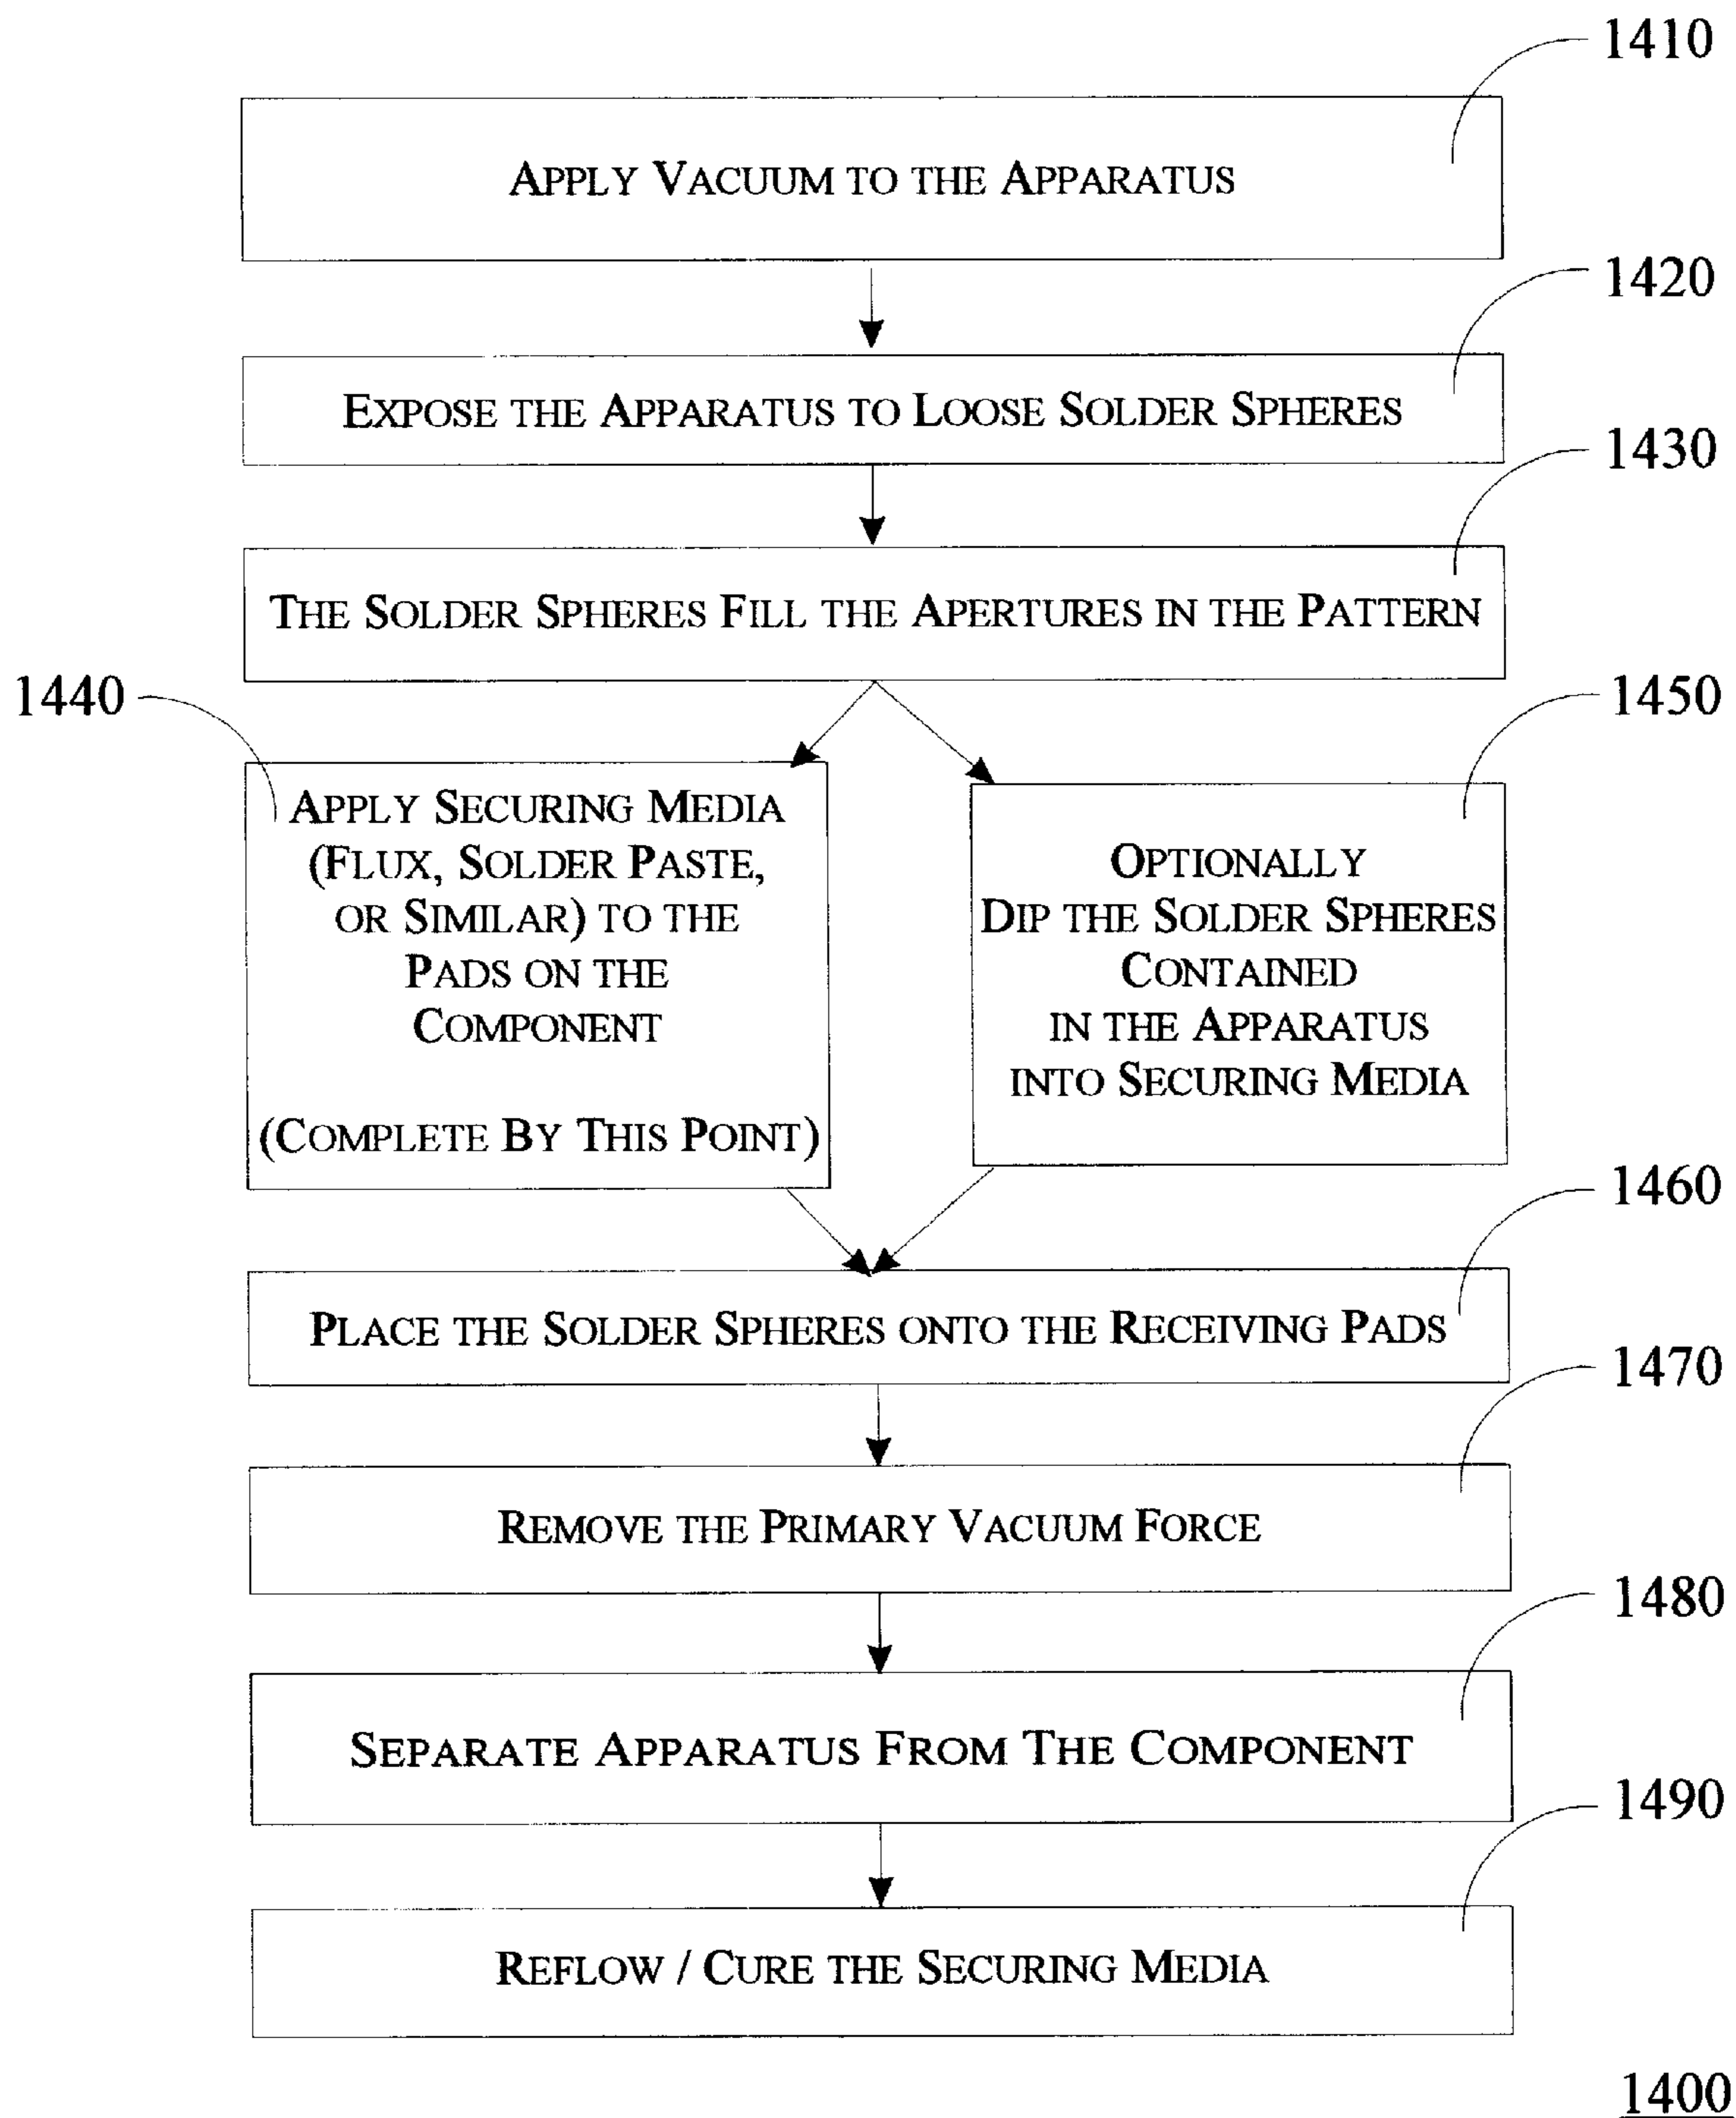 1410
APPLY VACUUM TO THE APPARATUS
1420
EXPOSE THE APPARATUS TO LOOSE SOLDER SPHERES
1430
THE SOLDER SPHERES FILL THE APERTURES IN THE PATTERN
1440
APPLY SECURING MEDIA
(FLUX, SOLDER PASTE,
OR SIMILAR) TO THE
PADS ON THE
COMPONENT
(COMPLETE BY THIS POINT)
1450
OPTIONALLY
DIP THE SOLDER SPHERES
CONTAINED
IN THE APPARATUS
INTO SECURING MEDIA
1460
PLACE THE SOLDER SPHERES ONTO THE RECEIVING PADS
1470
REMOVE THE PRIMARY VACUUM FORCE
1480
SEPARATE APPARATUS FROM THE COMPONENT
1490
REFLOW / CURE THE SECURING MEDIA
1400